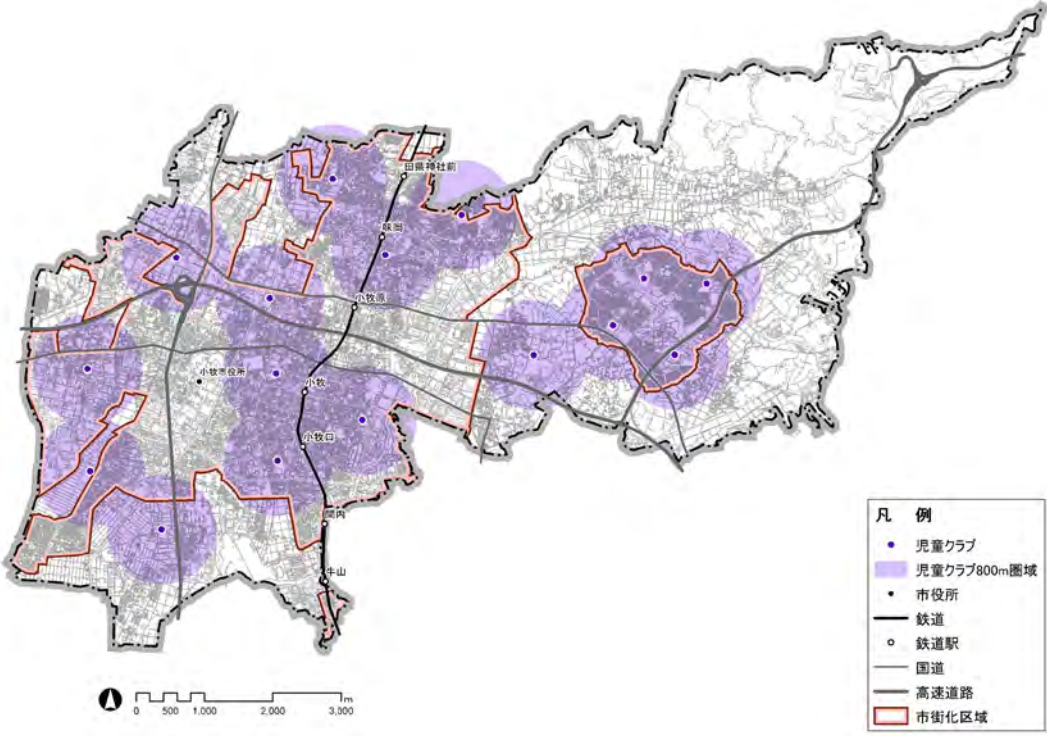 田県神社前
味岡
小牧原
小牧市役所
小牧
小牧口
間内
牛山
凡 例
児童クラブ
児童クラブ800m圏域
市役所
鉄道
鉄道駅
国道
高速道路
市街化区域
0 500 1,000 2,000 3,000 m